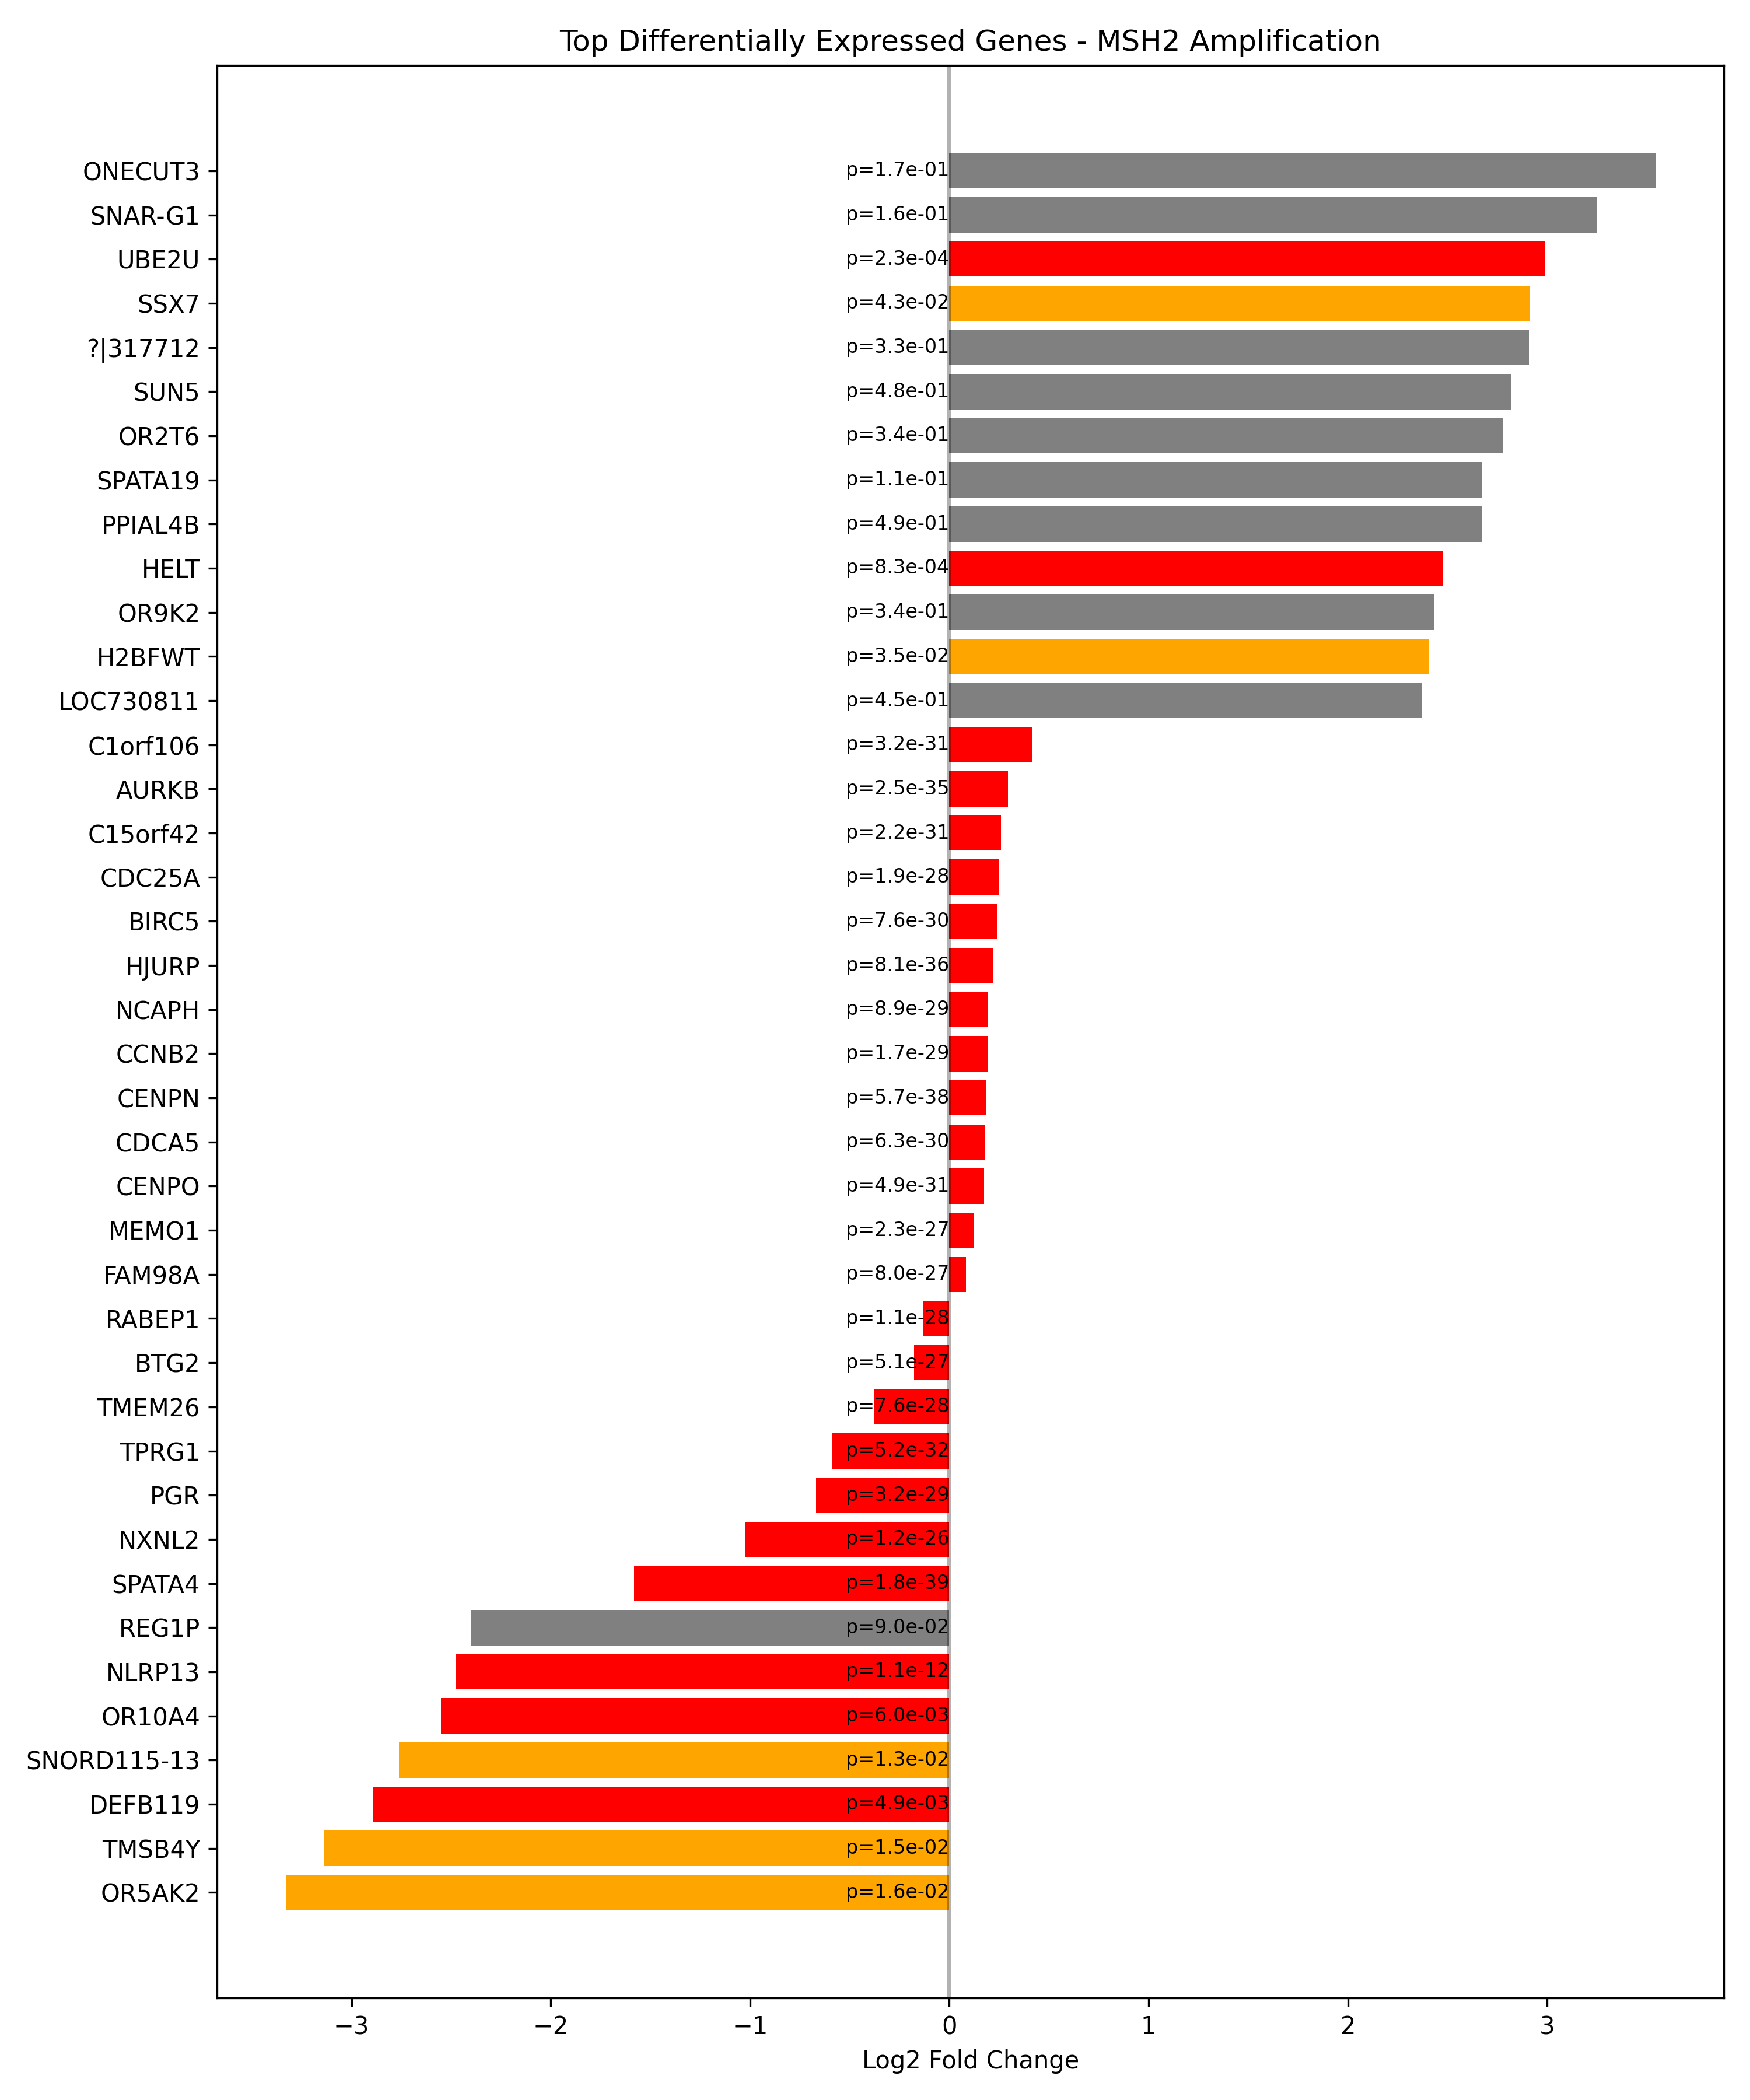 Top Differentially Expressed Genes - MSH2 Amplification
ONECUT3 p=1.7e-01
SNAR-G1 p=1.6e-01
UBE2U p=2.3e-04
SSX7 p=4.3e-02
?|317712 p=3.3e-01
SUN5 p=4.8e-01
OR2T6 p=3.4e-01
SPATA19 p=1.1e-01
PPIAL4B p=4.9e-01
HELT p=8.3e-04
OR9K2 p=3.4e-01
H2BFWT p=3.5e-02
LOC730811 p=4.5e-01
C1orf106 p=3.2e-31
AURKB p=2.5e-35
C15orf42 p=2.2e-31
CDC25A p=1.9e-28
BIRC5 p=7.6e-30
HJURP p=8.1e-36
NCAPH p=8.9e-29
CCNB2 p=1.7e-29
CENPN p=5.7e-38
CDCA5 p=6.3e-30
CENPO p=4.9e-31
MEMO1 p=2.3e-27
FAM98A p=8.0e-27
RABEP1 p=1.1e-28
BTG2 p=5.1e-27
TMEM26 p=7.6e-28
TPRG1 p=5.2e-32
PGR p=3.2e-29
NXNL2 p=1.2e-26
SPATA4 p=1.8e-39
REG1P p=9.0e-02
NLRP13 p=1.1e-12
OR10A4 p=6.0e-03
SNORD115-13 p=1.3e-02
DEFB119 p=4.9e-03
TMSB4Y p=1.5e-02
OR5AK2 p=1.6e-02
−3 −2 −1 0 1 2 3
Log2 Fold Change